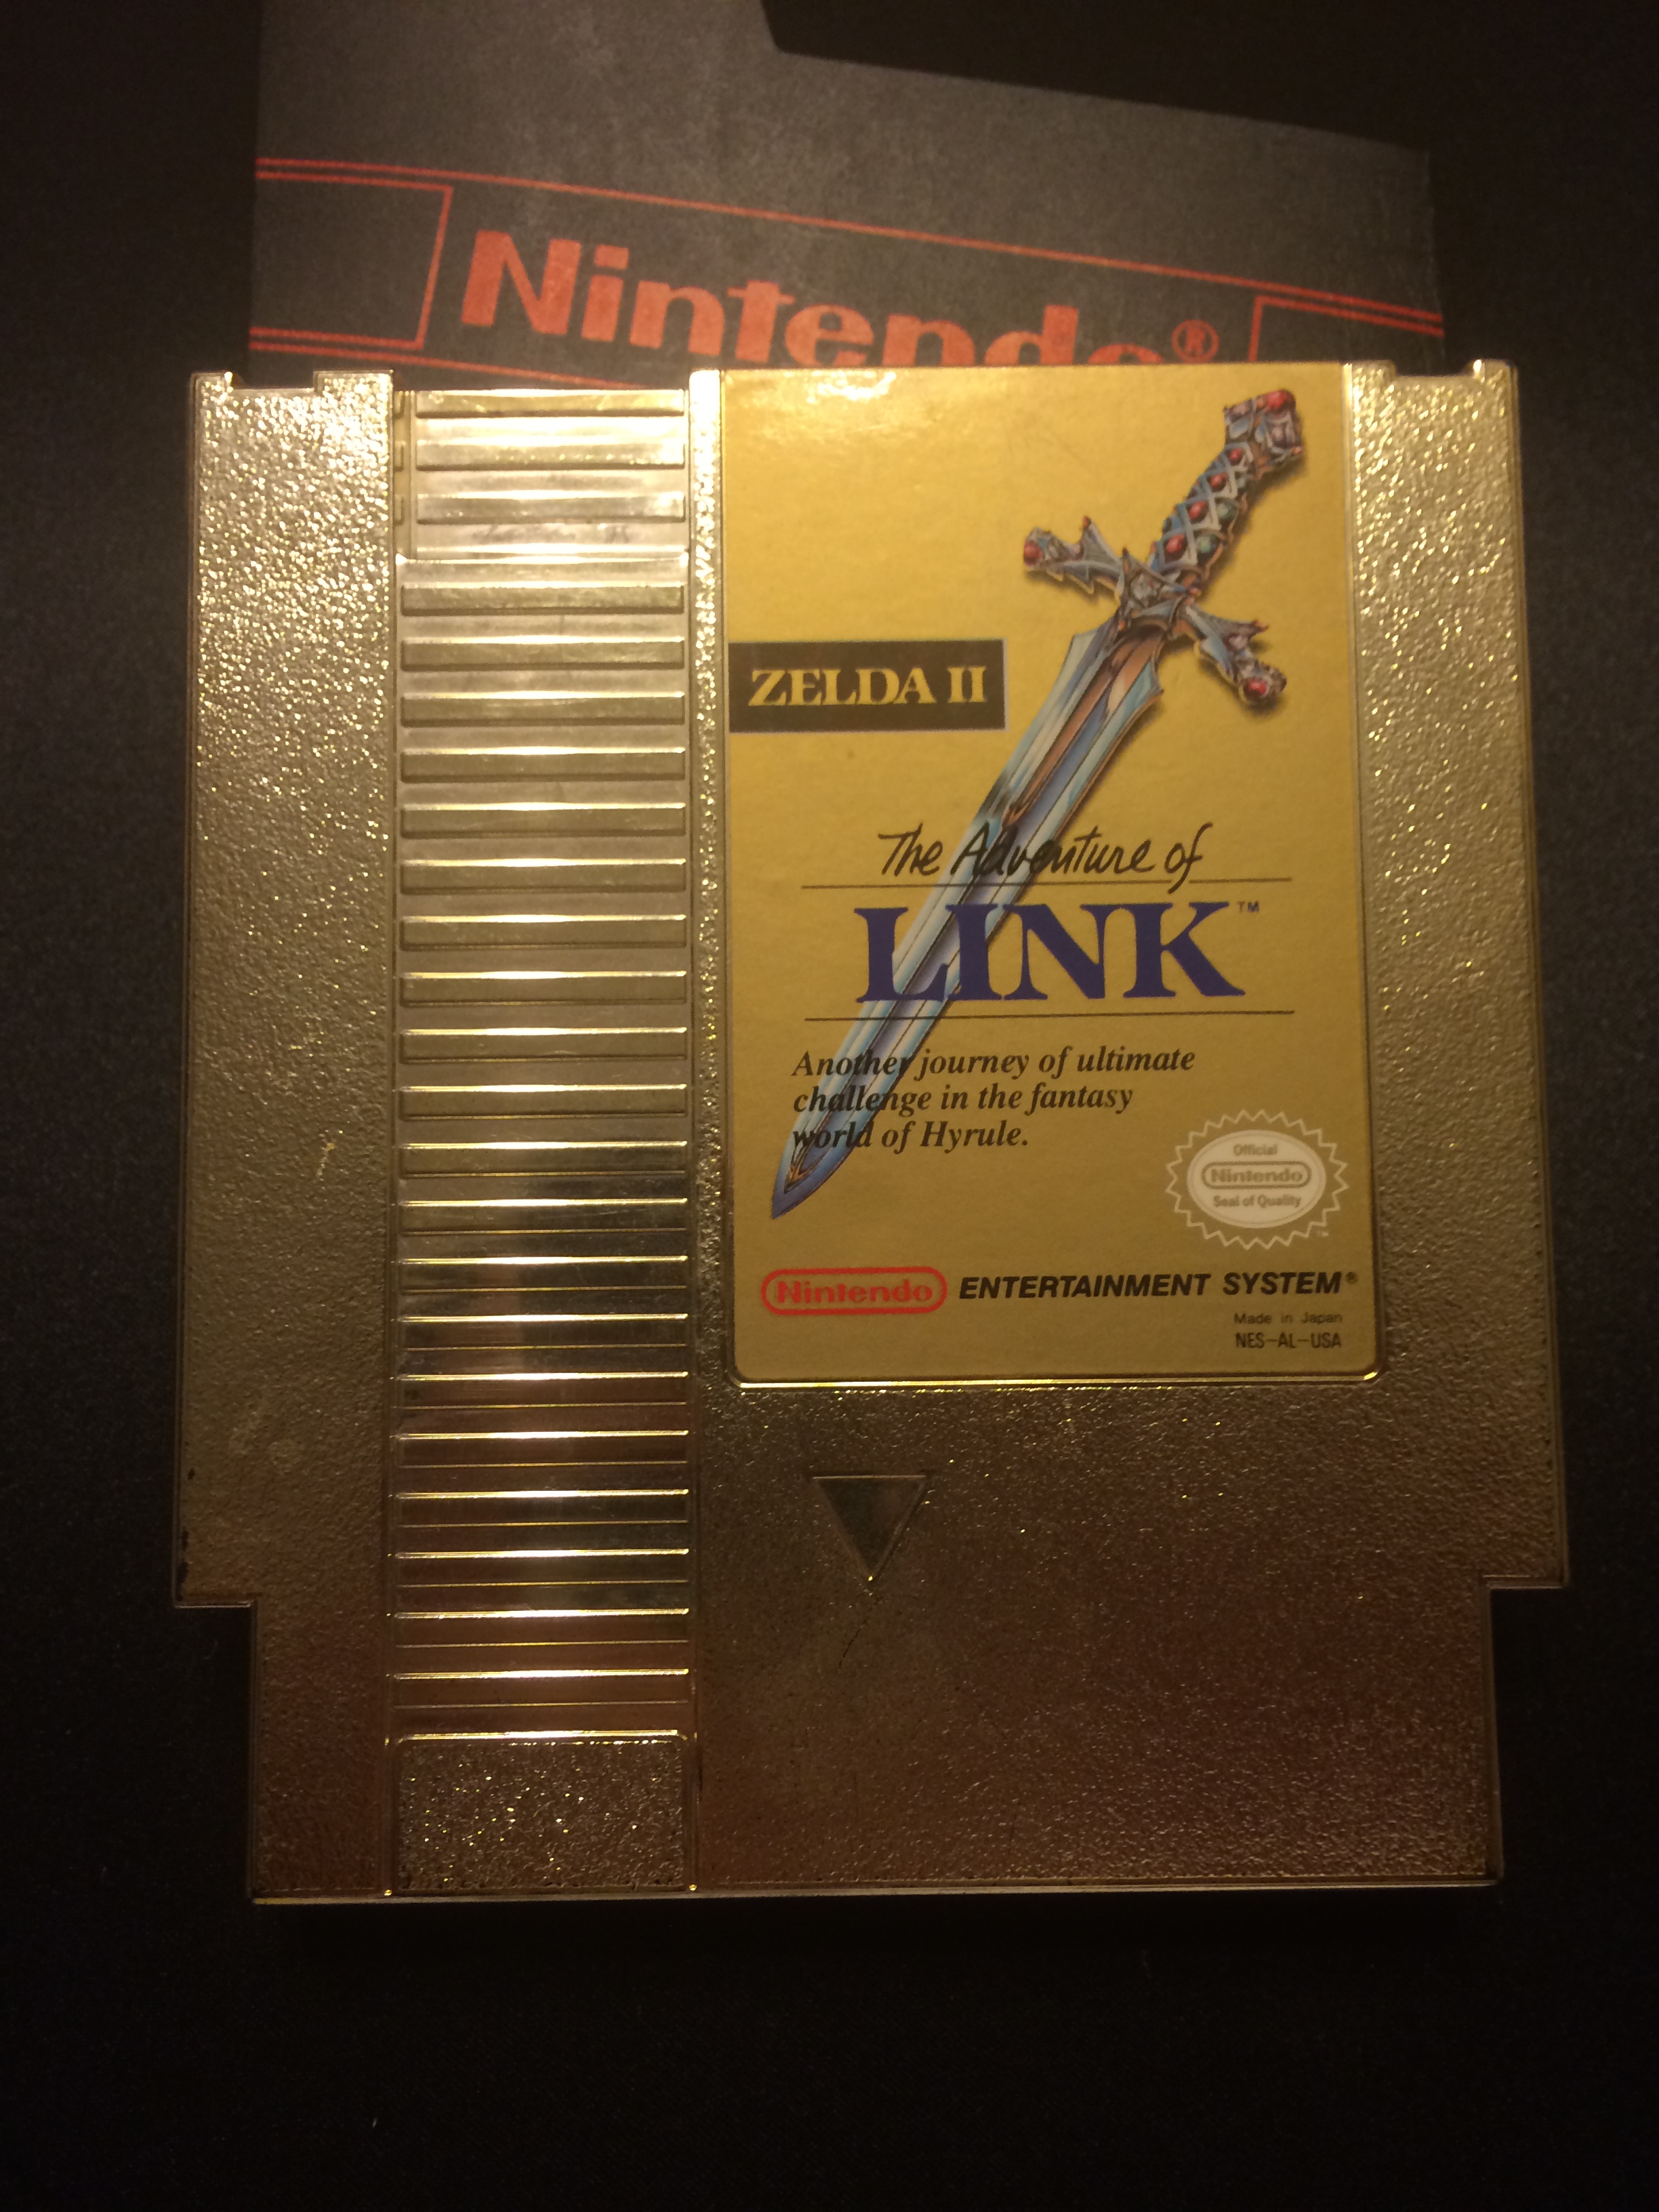 Nintendo®
ZELDA II
The Adventure of
LINK™
Another journey of ultimate
challenge in the fantasy
world of Hyrule.
Official
Nintendo
Seal of Quality
™
Nintendo ENTERTAINMENT SYSTEM®
Made in Japan
NES-AL-USA